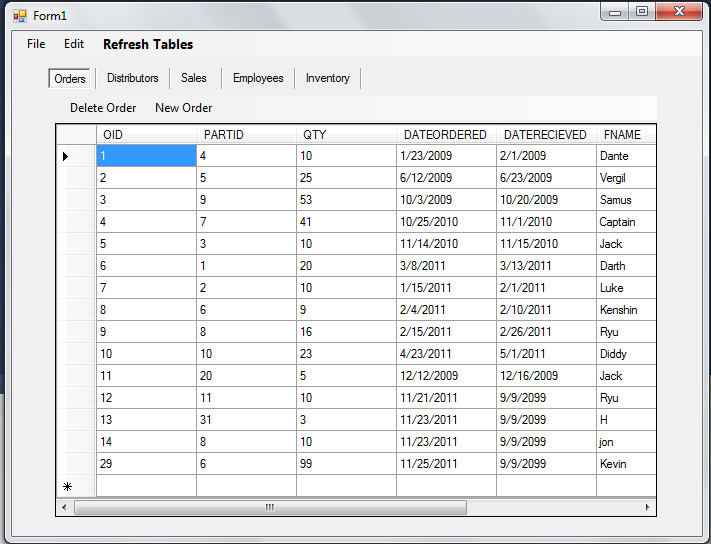 Form1
File Edit Refresh Tables
Orders Distributors Sales Employees Inventory
Delete Order New Order
OID PARTID QTY DATEORDERED DATERECIEVED FNAME
1 4 10 1/23/2009 2/1/2009 Dante
2 5 25 6/12/2009 6/23/2009 Vergil
3 9 53 10/3/2009 10/20/2009 Samus
4 7 41 10/25/2010 11/1/2010 Captain
5 3 10 11/14/2010 11/15/2010 Jack
6 1 20 3/8/2011 3/13/2011 Darth
7 2 10 1/15/2011 2/1/2011 Luke
8 6 9 2/4/2011 2/10/2011 Kenshin
9 8 16 2/15/2011 2/26/2011 Ryu
10 10 23 4/23/2011 5/1/2011 Diddy
11 20 5 12/12/2009 12/16/2009 Jack
12 11 10 11/21/2011 9/9/2099 Ryu
13 31 3 11/23/2011 9/9/2099 H
14 8 10 11/23/2011 9/9/2099 jon
29 6 99 11/25/2011 9/9/2099 Kevin